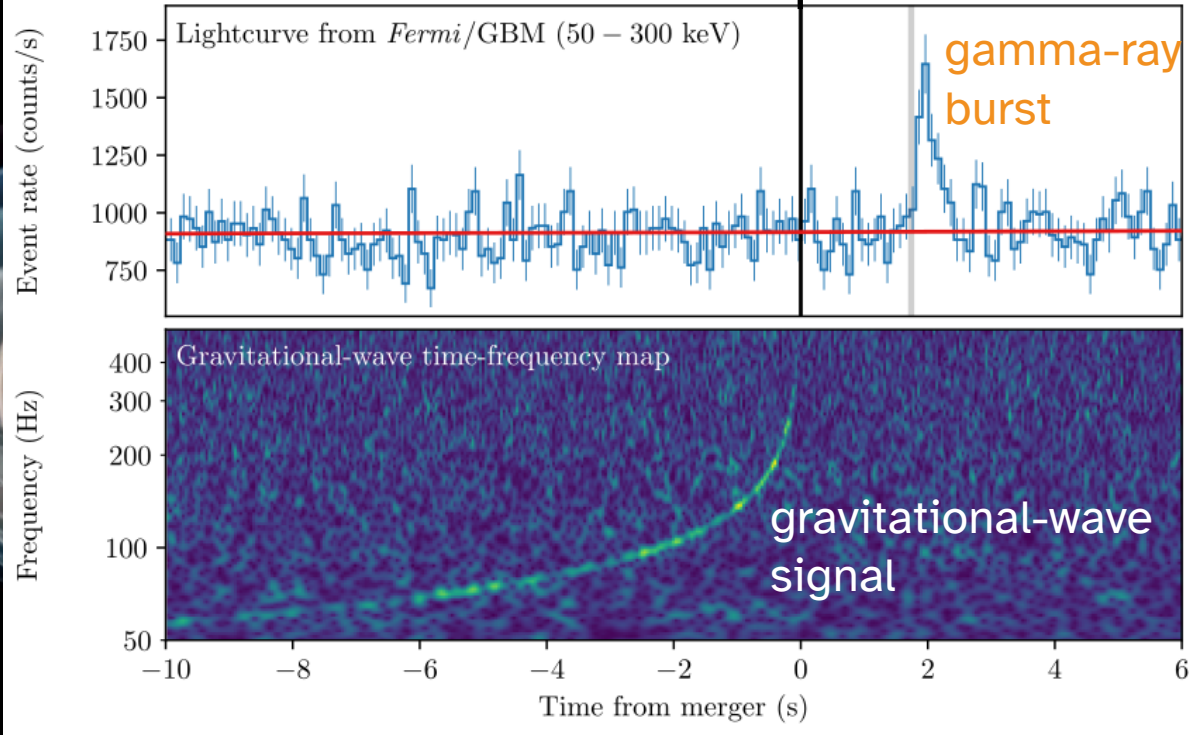 Lightcurve from Fermi/GBM (50 – 300 keV)
gamma-ray
burst
Event rate (counts/s)
1750
1500
1250
1000
750
Gravitational-wave time-frequency map
gravitational-wave
signal
Frequency (Hz)
400
300
200
100
50
−10 −8 −6 −4 −2 0 2 4 6
Time from merger (s)